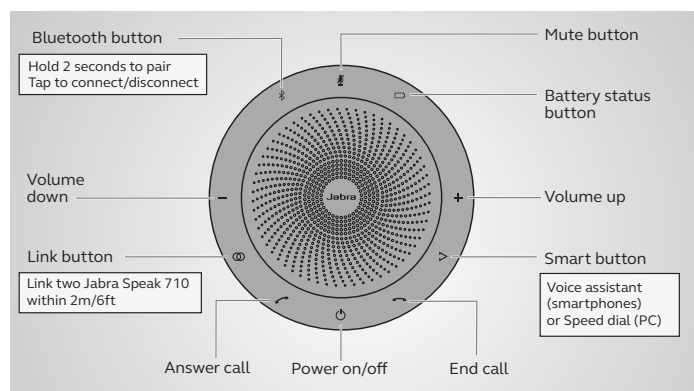 Bluetooth button
Hold 2 seconds to pair
Tap to connect/disconnect
Mute button
Battery status
button
Volume
down
Jabra
Volume up
Link button
Link two Jabra Speak 710
within 2m/6ft
Smart button
Voice assistant
(smartphones)
or Speed dial (PC)
Answer call
Power on/off
End call